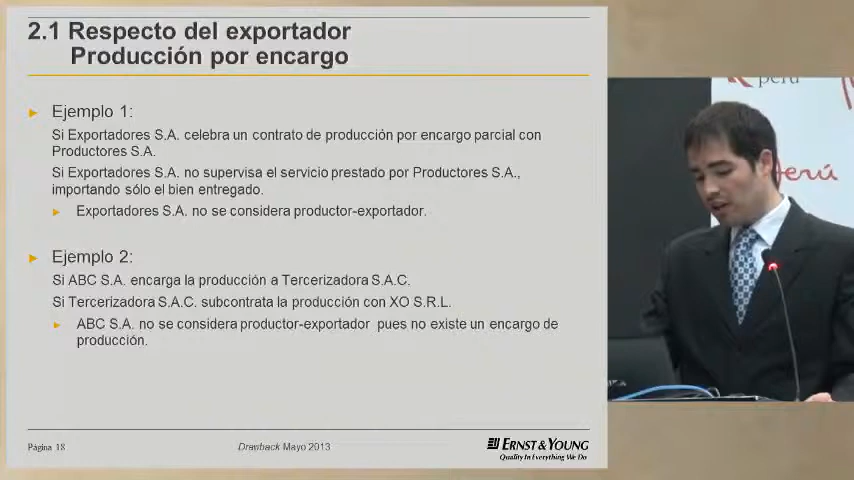 2.1 Respecto del exportador
Producción por encargo
Ejemplo 1:
Si Exportadores S.A. celebra un contrato de producción por encargo parcial con
Productores S.A.
Si Exportadores S.A. no supervisa el servicio prestado por Productores S.A.,
importando sólo el bien entregado.
Exportadores S.A. no se considera productor-exportador.
Ejemplo 2:
Si ABC S.A. encarga la producción a Tercerizadora S.A.C.
Si Tercerizadora S.A.C. subcontrata la producción con XO S.R.L.
ABC S.A. no se considera productor-exportador pues no existe un encargo de
producción.
Página 18
Drawback Mayo 2013
ERNST & YOUNG
Quality In Everything We Do
perú